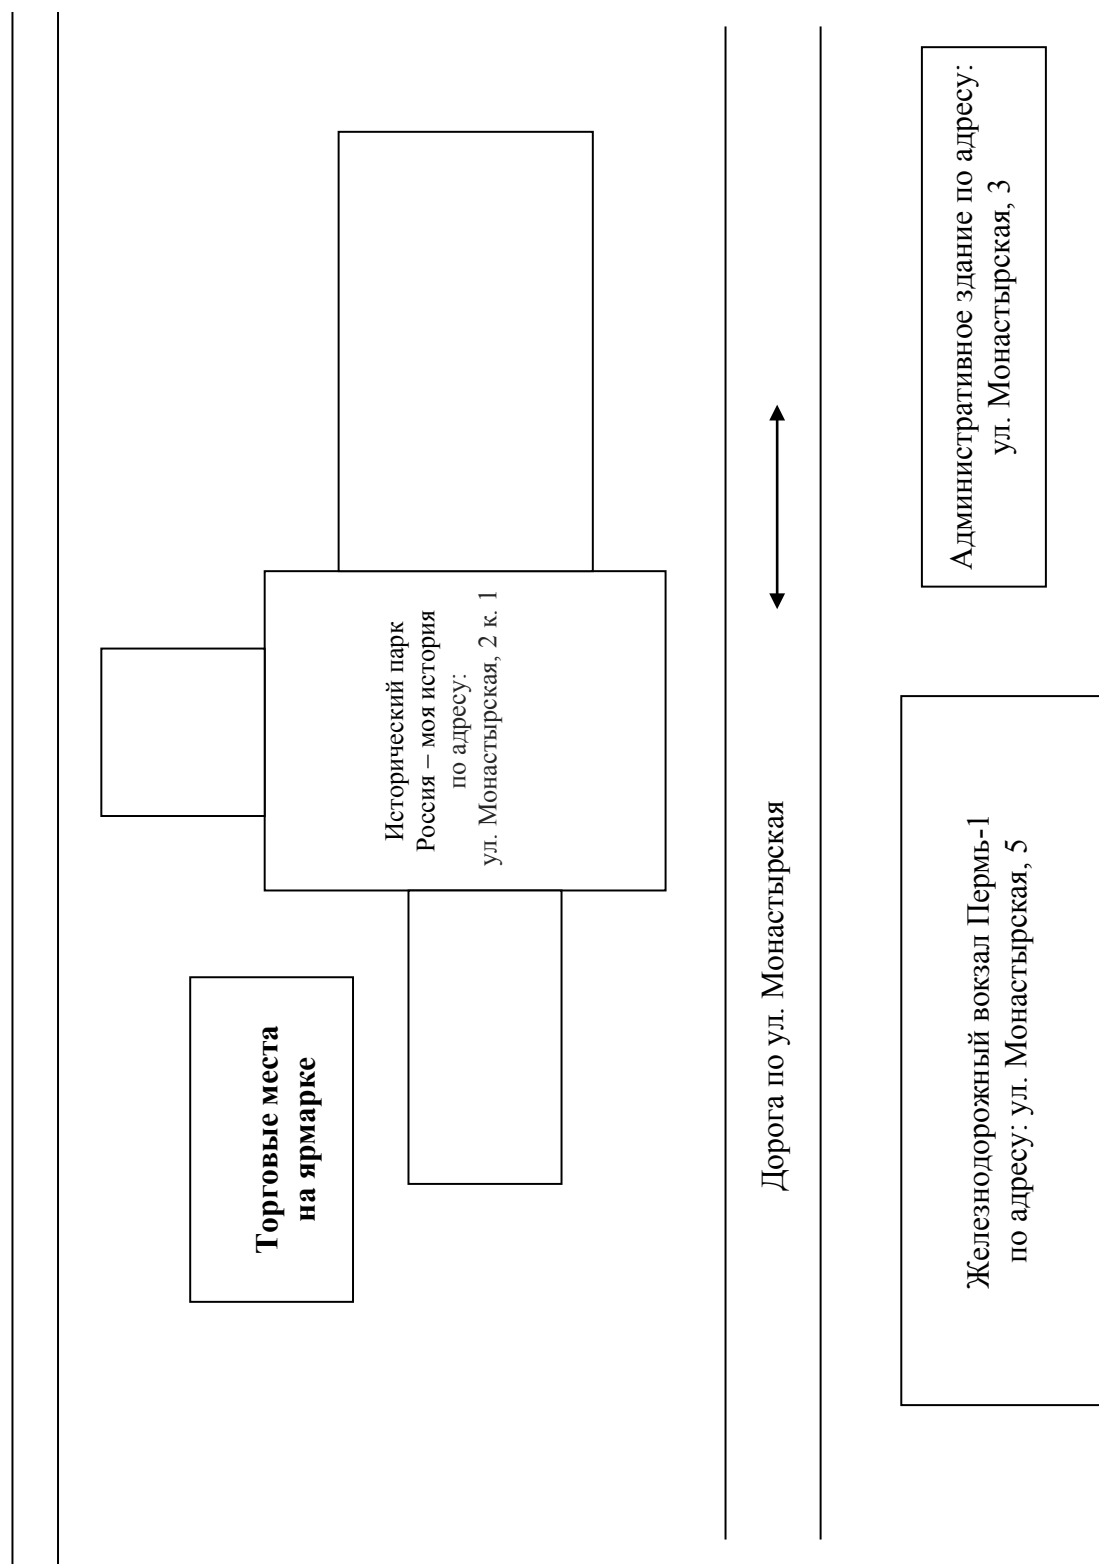 Торговые места
на ярмарке
Исторический парк
Россия – моя история
по адресу:
ул. Монастырская, 2 к. 1
Дорога по ул. Монастырская
Железнодорожный вокзал Пермь-1
по адресу: ул. Монастырская, 5
Административное здание по адресу:
ул. Монастырская, 3